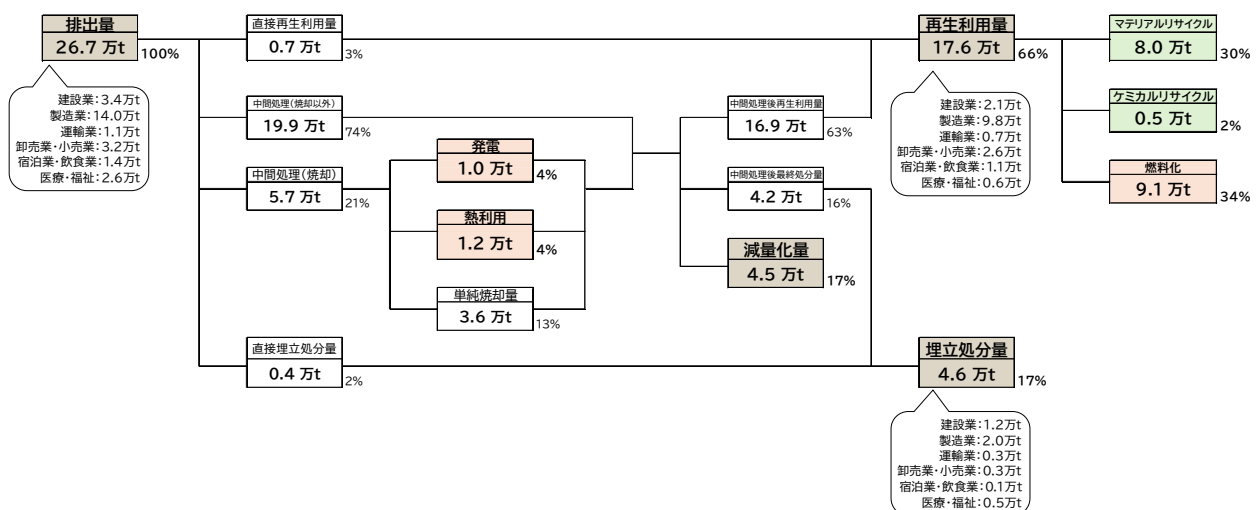 排出量
26.7 万t
100%
建設業:3.4万t
製造業:14.0万t
運輸業:1.1万t
卸売業・小売業:3.2万t
宿泊業・飲食業:1.4万t
医療・福祉:2.6万t
直接再生利用量
0.7 万t
3%
中間処理(焼却以外)
19.9 万t
74%
中間処理(焼却)
5.7 万t
21%
発電
1.0 万t
4%
熱利用
1.2 万t
4%
単純焼却量
3.6 万t
13%
直接埋立処分量
0.4 万t
2%
中間処理後再生利用量
16.9 万t
63%
中間処理後最終処分量
4.2 万t
16%
減量化量
4.5 万t
17%
再生利用量
17.6 万t
66%
建設業:2.1万t
製造業:9.8万t
運輸業:0.7万t
卸売業・小売業:2.6万t
宿泊業・飲食業:1.1万t
医療・福祉:0.6万t
マテリアルリサイクル
8.0 万t
30%
ケミカルリサイクル
0.5 万t
2%
燃料化
9.1 万t
34%
埋立処分量
4.6 万t
17%
建設業:1.2万t
製造業:2.0万t
運輸業:0.3万t
卸売業・小売業:0.3万t
宿泊業・飲食業:0.1万t
医療・福祉:0.5万t